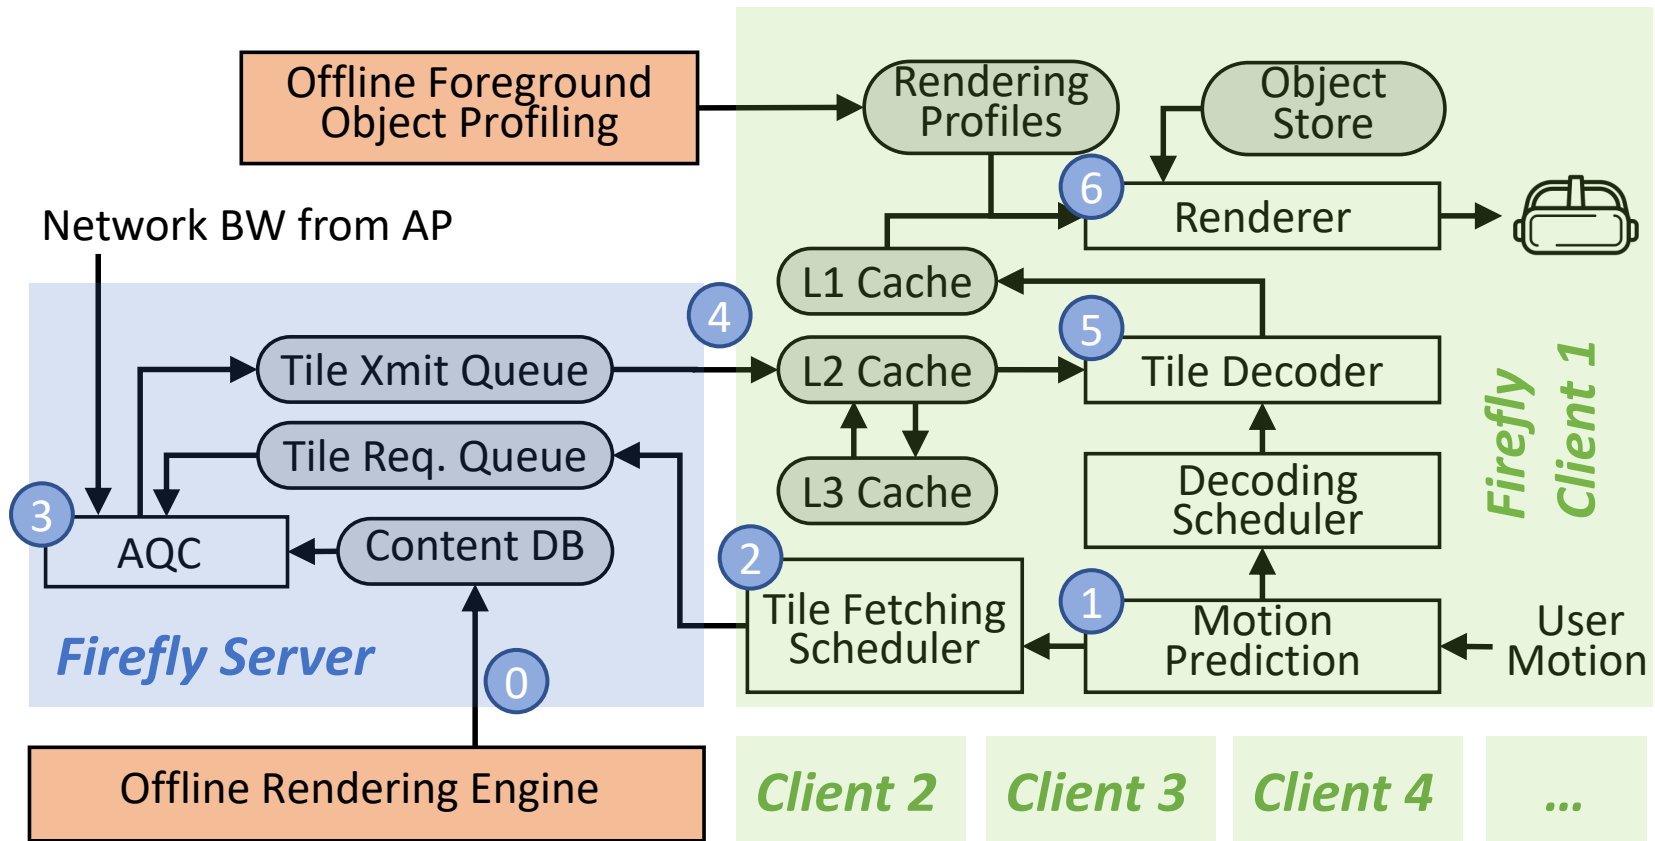 Offline Foreground
Object Profiling
Rendering
Profiles
Object
Store
6
Renderer
Network BW from AP
L1 Cache
4
5
Tile Xmit Queue
L2 Cache
Tile Decoder
Firefly
Client 1
Tile Req. Queue
L3 Cache
Decoding
Scheduler
3
AQC
Content DB
2
Tile Fetching
Scheduler
1
Motion
Prediction
User
Motion
Firefly Server
0
Offline Rendering Engine
Client 2
Client 3
Client 4
...